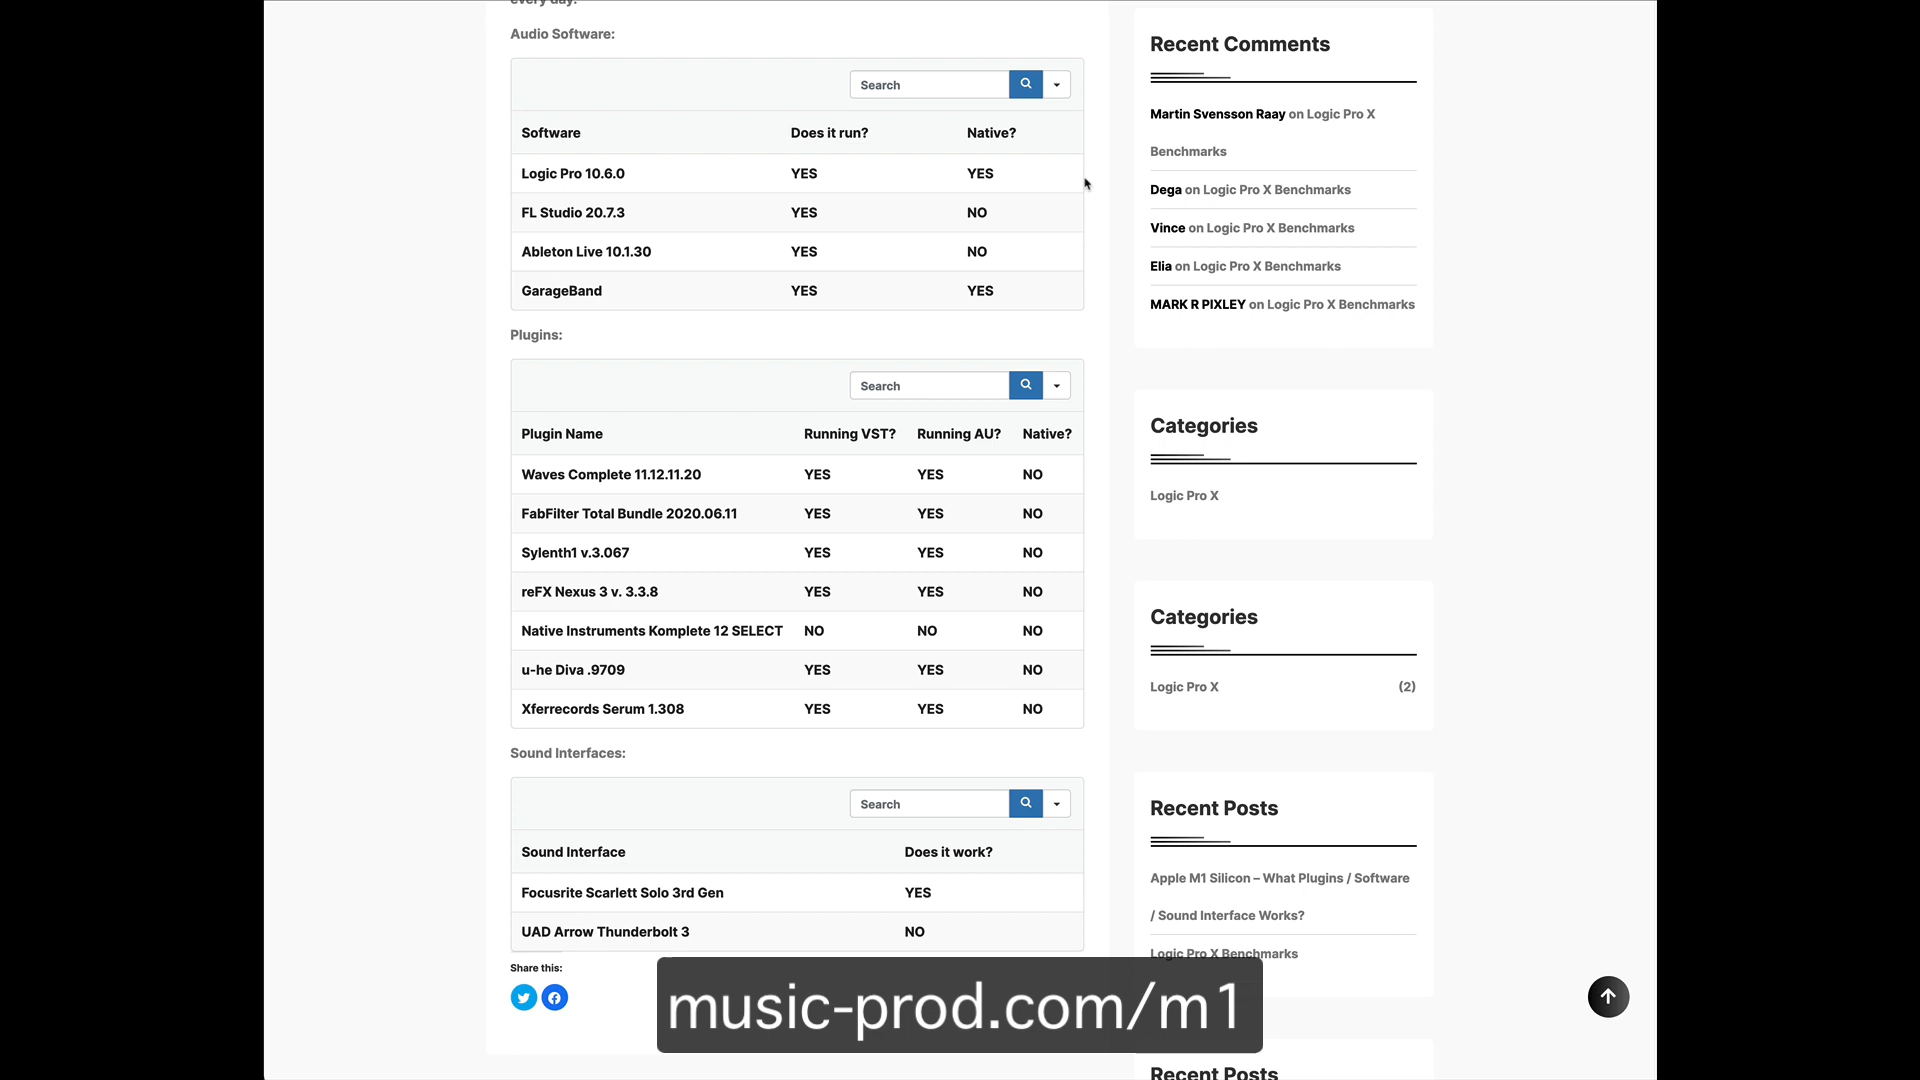 every day.
Audio Software:
Search
Software Does it run? Native?
Logic Pro 10.6.0 YES YES
FL Studio 20.7.3 YES NO
Ableton Live 10.1.30 YES NO
GarageBand YES YES
Plugins:
Search
Plugin Name Running VST? Running AU? Native?
Waves Complete 11.12.11.20 YES YES NO
FabFilter Total Bundle 2020.06.11 YES YES NO
Sylenth1 v.3.067 YES YES NO
reFX Nexus 3 v. 3.3.8 YES YES NO
Native Instruments Komplete 12 SELECT NO NO NO
u-he Diva .9709 YES YES NO
Xferrecords Serum 1.308 YES YES NO
Sound Interfaces:
Search
Sound Interface Does it work?
Focusrite Scarlett Solo 3rd Gen YES
UAD Arrow Thunderbolt 3 NO
Share this:
music-prod.com/m1
Recent Comments
Martin Svensson Raay on Logic Pro X
Benchmarks
Dega on Logic Pro X Benchmarks
Vince on Logic Pro X Benchmarks
Elia on Logic Pro X Benchmarks
MARK R PIXLEY on Logic Pro X Benchmarks
Categories
Logic Pro X
Categories
Logic Pro X (2)
Recent Posts
Apple M1 Silicon – What Plugins / Software
/ Sound Interface Works?
Logic Pro X Benchmarks
Recent Posts